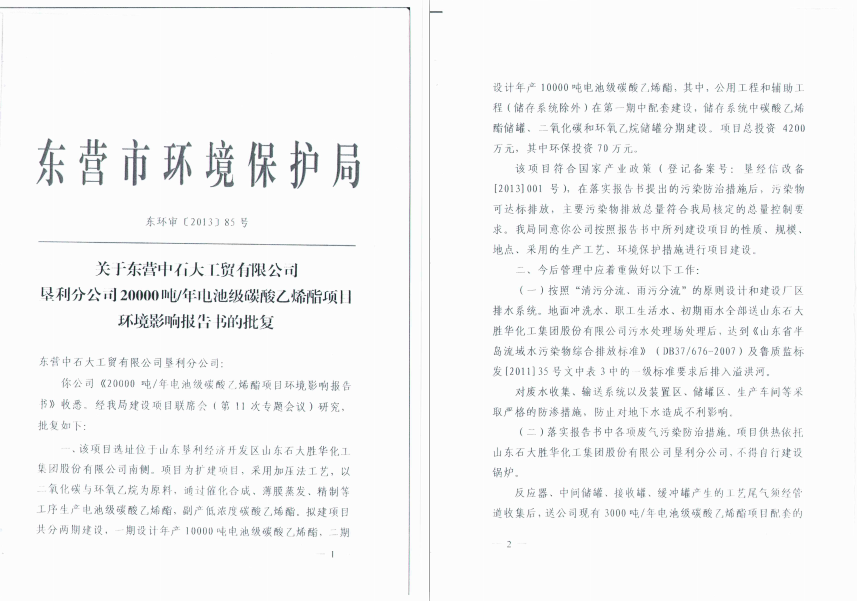 东营市环境保护局
东环审〔2013〕85号
关于东营中石大工贸有限公司
垦利分公司20000吨/年电池级碳酸乙烯酯项目
环境影响报告书的批复
东营中石大工贸有限公司垦利分公司:
你公司《20000 吨/年电池级碳酸乙烯酯项目环境影响报告
书》收悉。经我局建设项目联席会（第 11 次专题会议）研究,
批复如下:
一、该项目选址位于山东垦利经济开发区山东石大胜华化工
集团股份有限公司南侧。项目为扩建项目，采用加压法工艺，以
二氧化碳与环氧乙烷为原料，通过催化合成，薄膜蒸发，精制等
工序生产电池级碳酸乙烯酯，副产低浓度碳酸乙烯酯。拟建项目
共分两期建设，一期设计年产 10000 吨电池级碳酸乙烯酯，二期
— 1
设计年产 10000 吨电池级碳酸乙烯酯，其中，公用工程和辅助工
程（储存系统除外）在第一期中配套建设，储存系统中碳酸乙烯
酯储罐、二氧化碳和环氧乙烷储罐分期建设。项目总投资 4200
万元，其中环保投资 70 万元。
该项目符合国家产业政策（登记备案号: 垦经信改备
[2013]001 号），在落实报告书提出的污染防治措施后，污染物
可达标排放，主要污染物排放总量符合我局核定的总量控制要
求。我局同意你公司按照报告书中所列建设项目的性质、规模、
地点、采用的生产工艺、环境保护措施进行项目建设。
二、今后管理中应着重做好以下工作:
（一）按照“清污分流、雨污分流”的原则设计和建设厂区
排水系统。地面冲洗水、职工生活水、初期雨水全部送山东石大
胜华化工集团股份有限公司污水处理场处理后，达到《山东省半
岛流域水污染物综合排放标准》（DB37/676-2007）及鲁质监标
发[2011]35 号文中表 3 中的一级标准要求后排入溢洪河。
对废水收集、输送系统以及装置区、储罐区、生产车间等采
取严格的防渗措施，防止对地下水造成不利影响。
（二）落实报告书中各项废气污染防治措施。项目供热依托
山东石大胜华化工集团股份有限公司垦利分公司，不得自行建设
锅炉。
反应器、中间储罐、接收罐、缓冲罐产生的工艺尾气须经管
道收集后，送公司现有 3000 吨/年电池级碳酸乙烯酯项目配套的
— 2 —